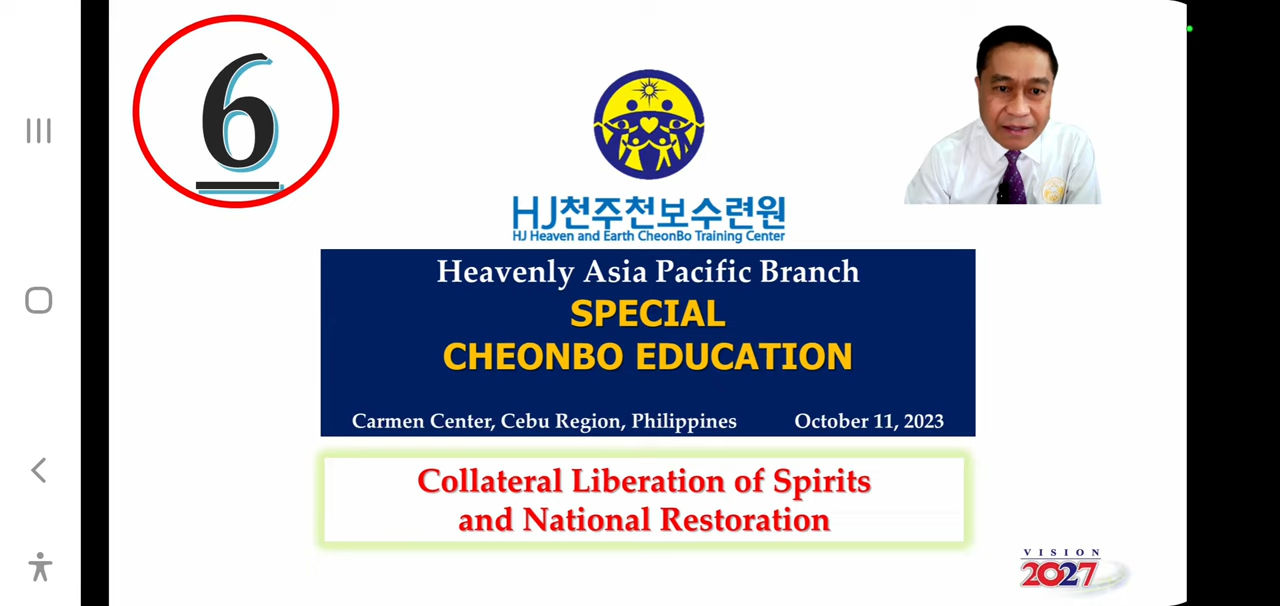 6
HJ천주천보수련원
HJ Heaven and Earth CheonBo Training Center
Heavenly Asia Pacific Branch
SPECIAL
CHEONBO EDUCATION
Carmen Center, Cebu Region, Philippines October 11, 2023
Collateral Liberation of Spirits
and National Restoration
VISION
2027